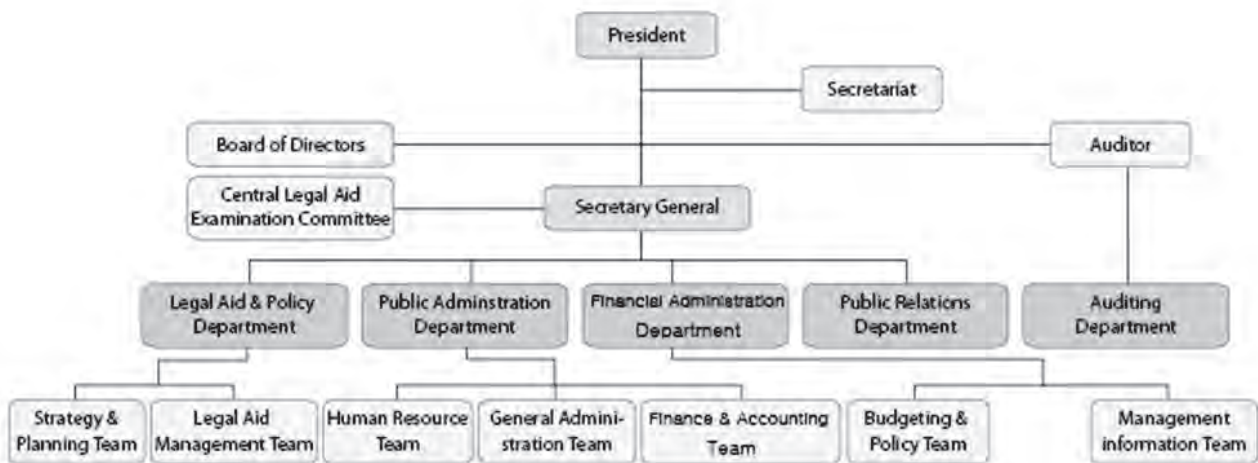 President
Secretariat
Board of Directors
Auditor
Central Legal Aid
Examination Committee
Secretary General
Legal Aid & Policy
Department
Public Adminstration
Department
Financial Administration
Department
Public Relations
Department
Auditing
Department
Strategy &
Planning Team
Legal Aid
Management Team
Human Resource
Team
General Admini-
stration Team
Finance & Accounting
Team
Budgeting &
Policy Team
Management
information Team